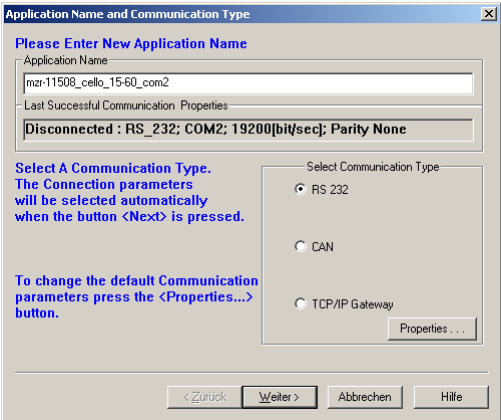 Application Name and Communication Type
Please Enter New Application Name
Application Name
mzr-11508_cello_15-60_com2
Last Successful Communication Properties
Disconnected : RS_232; COM2; 19200[bit/sec]; Parity None
Select A Communication Type.
The Connection parameters
will be selected automatically
when the button <Next> is pressed.
To change the default Communication
parameters press the <Properties...>
button.
Select Communication Type
RS 232
CAN
TCP/IP Gateway
Properties . . .
< Zurück
Weiter >
Abbrechen
Hilfe